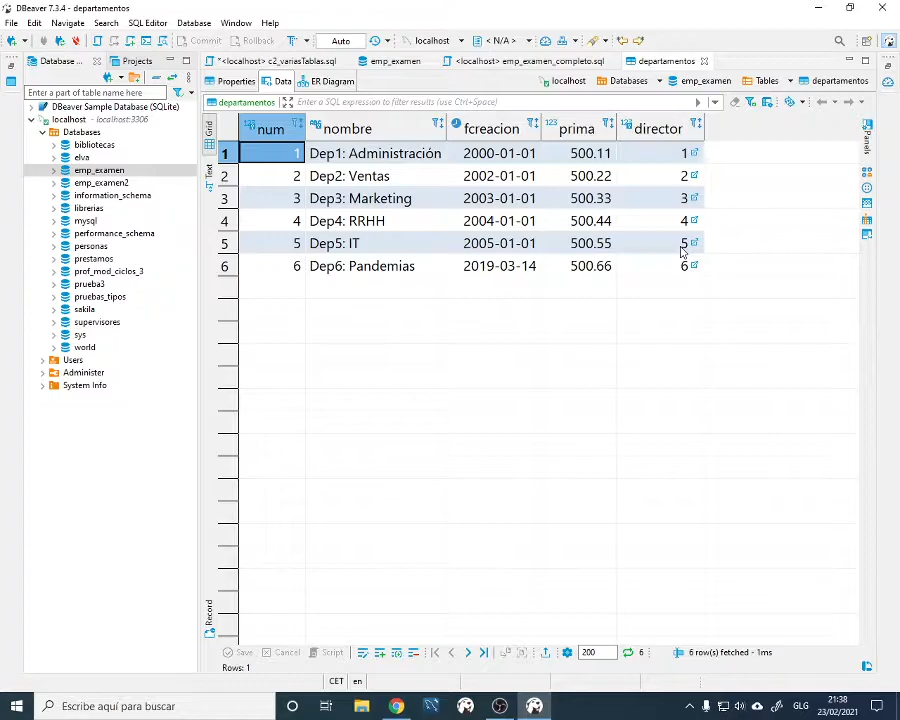 DBeaver 7.3.4 - departamentos
File Edit Navigate Search SQL Editor Database Window Help
Commit Rollback Auto localhost < N/A >
Database ... Projects *<localhost> c2_variasTablas.sql emp_examen <localhost> emp_examen_completo.sql departamentos
Properties Data ER Diagram localhost Databases emp_examen Tables departamentos
Enter a part of table name here
departamentos Enter a SQL expression to filter results (use Ctrl+Space)
DBeaver Sample Database (SQLite)
localhost - localhost:3306
Databases
bibliotecas
elva
emp_examen
emp_examen2
information_schema
librerias
mysql
performance_schema
personas
prestamos
prof_mod_ciclos_3
prueba3
pruebas_tipos
sakila
supervisores
sys
world
Users
Administer
System Info
Grid
Text
Record
Panels
123 num nombre fcreacion 123 prima 123 director
1 1 Dep1: Administración 2000-01-01 500.11 1
2 2 Dep2: Ventas 2002-01-01 500.22 2
3 3 Dep3: Marketing 2003-01-01 500.33 3
4 4 Dep4: RRHH 2004-01-01 500.44 4
5 5 Dep5: IT 2005-01-01 500.55 5
6 6 Dep6: Pandemias 2019-03-14 500.66 6
Save Cancel Script 200 6 6 row(s) fetched - 1ms
Rows: 1
CET en
Escribe aquí para buscar
GLG
21:38
23/02/2021